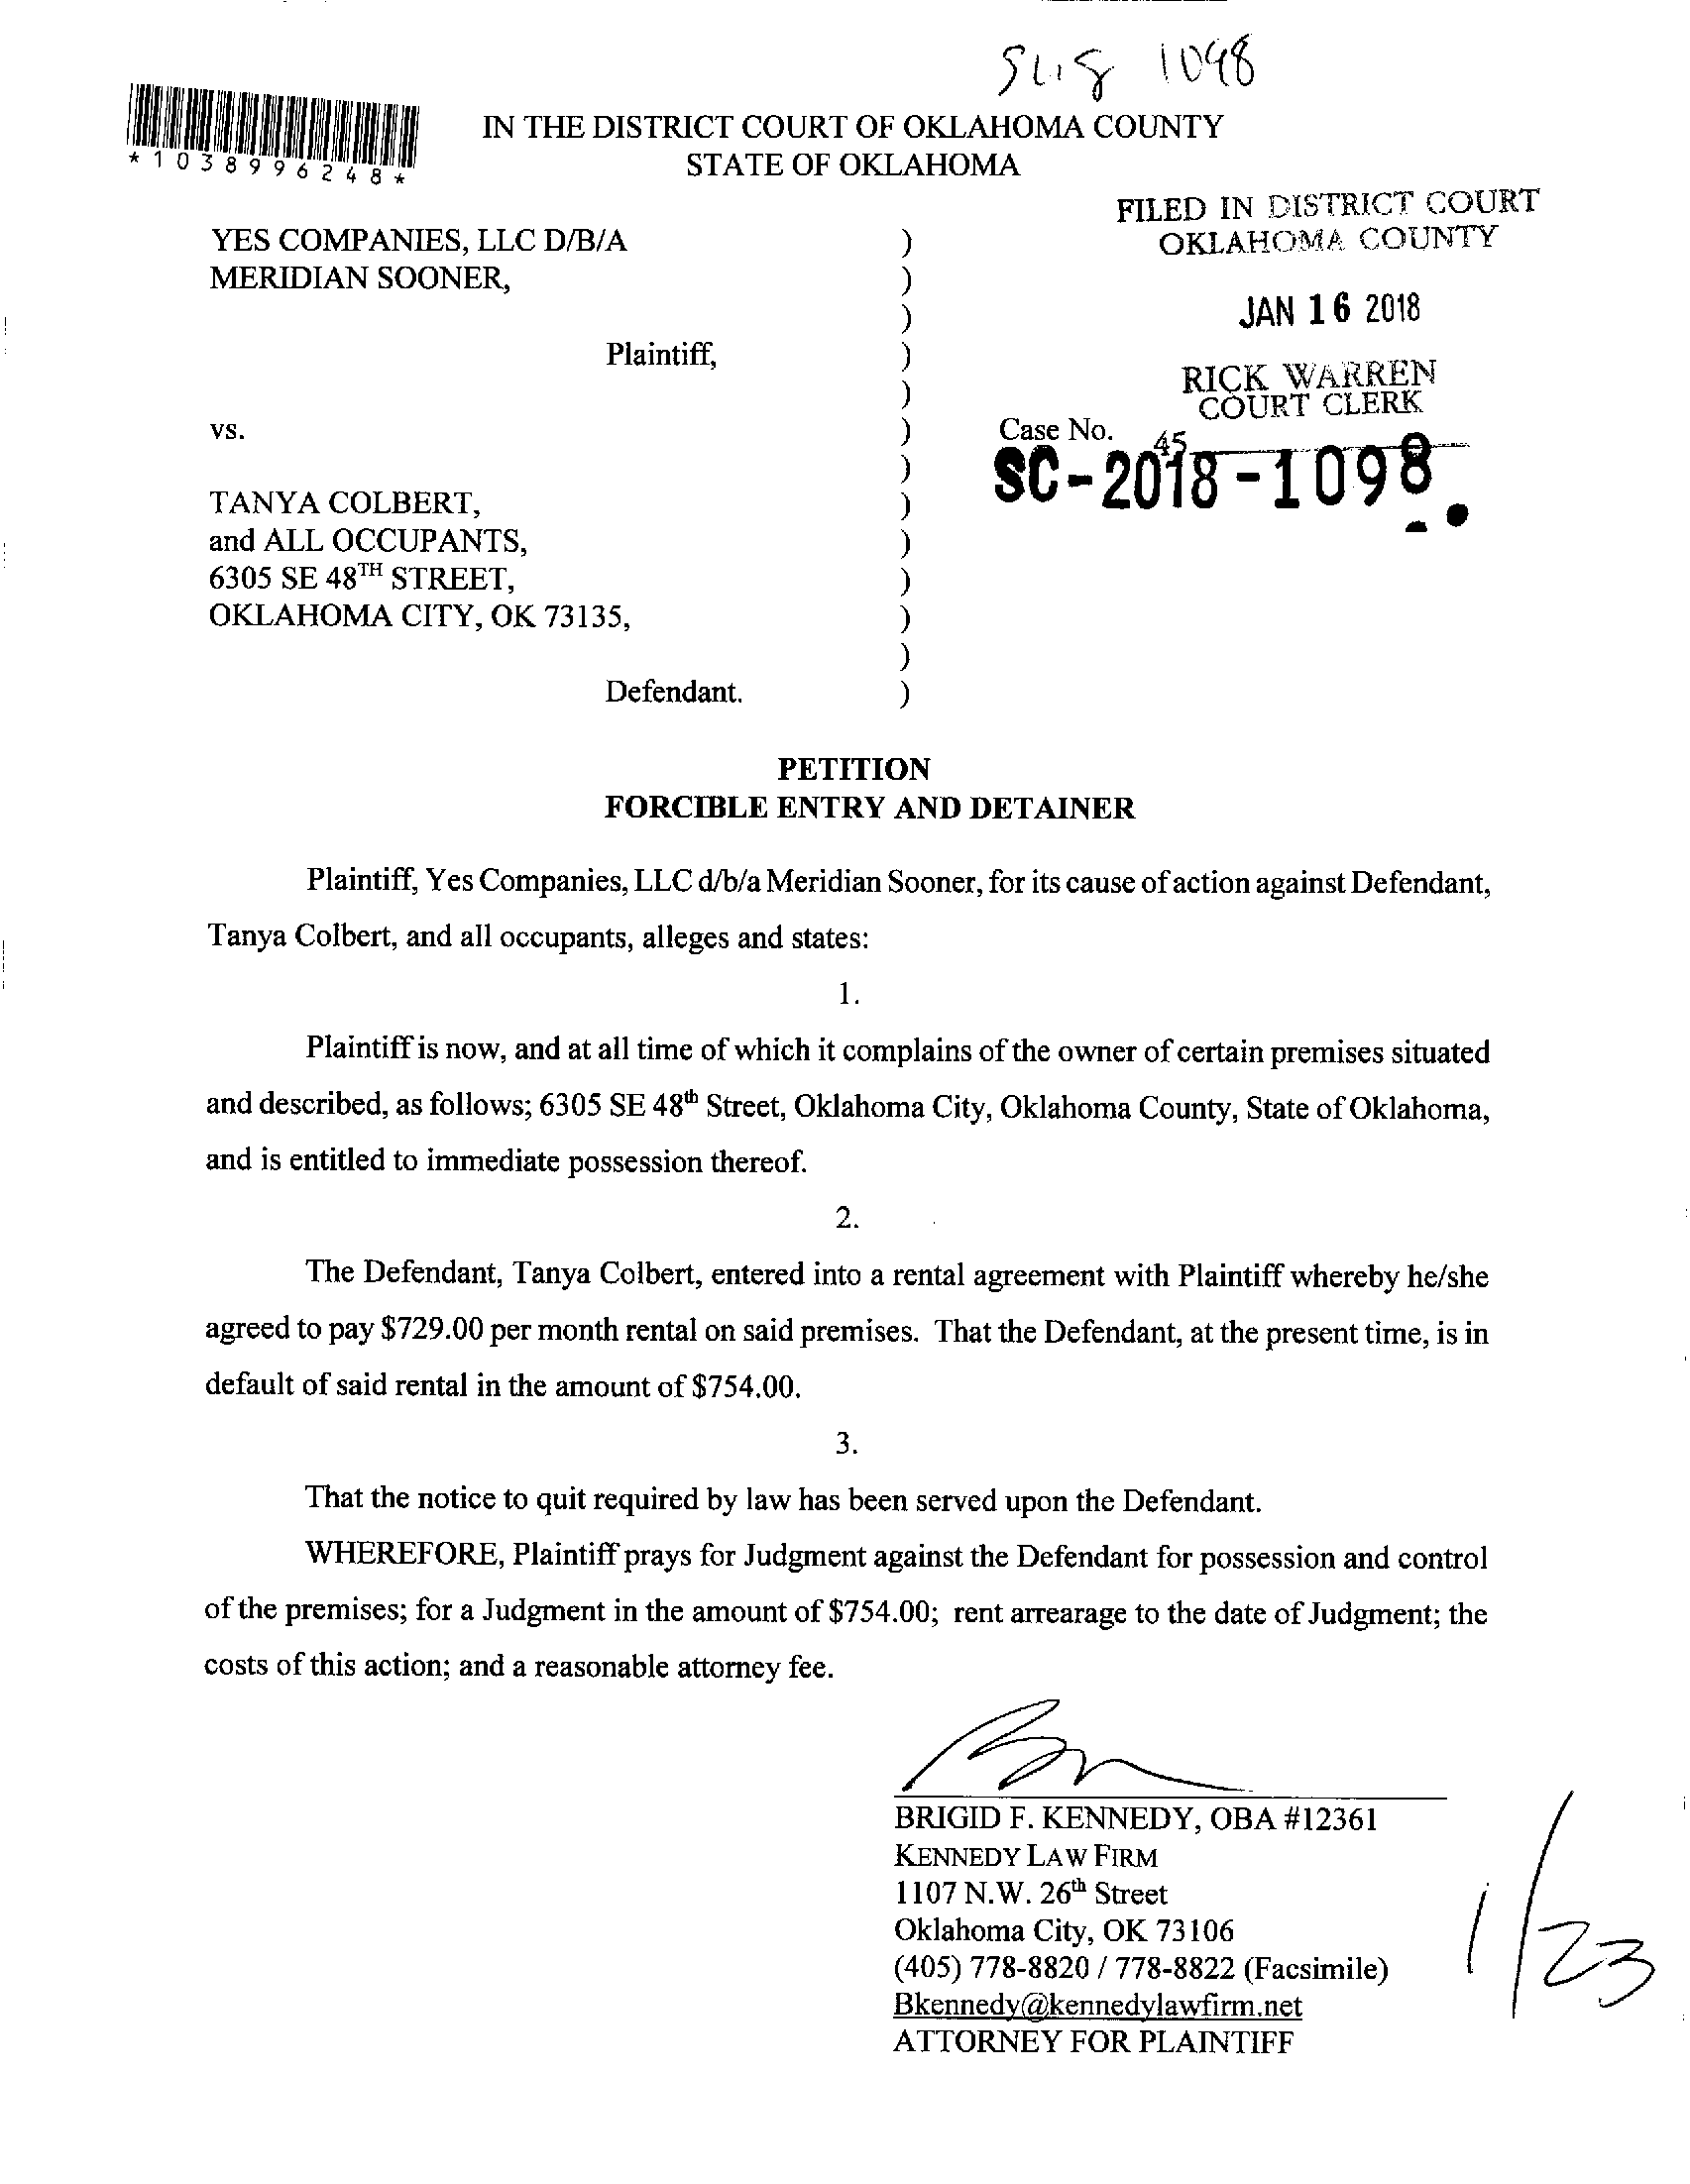 1098
*1038996248*
IN THE DISTRICT COURT OF OKLAHOMA COUNTY
STATE OF OKLAHOMA
FILED IN DISTRICT COURT
OKLAHOMA COUNTY
JAN 16 2018
RICK WARREN
COURT CLERK
45
YES COMPANIES, LLC D/B/A )
MERIDIAN SOONER, )
)
Plaintiff, )
)
vs. ) Case No.
) SC-2018-1098
TANYA COLBERT, )
and ALL OCCUPANTS, )
6305 SE 48TH STREET, )
OKLAHOMA CITY, OK 73135, )
)
Defendant. )
PETITION
FORCIBLE ENTRY AND DETAINER
Plaintiff, Yes Companies, LLC d/b/a Meridian Sooner, for its cause of action against Defendant,
Tanya Colbert, and all occupants, alleges and states:
1.
Plaintiff is now, and at all time of which it complains of the owner of certain premises situated
and described, as follows; 6305 SE 48th Street, Oklahoma City, Oklahoma County, State of Oklahoma,
and is entitled to immediate possession thereof.
2.
The Defendant, Tanya Colbert, entered into a rental agreement with Plaintiff whereby he/she
agreed to pay $729.00 per month rental on said premises. That the Defendant, at the present time, is in
default of said rental in the amount of $754.00.
3.
That the notice to quit required by law has been served upon the Defendant.
WHEREFORE, Plaintiff prays for Judgment against the Defendant for possession and control
of the premises; for a Judgment in the amount of $754.00; rent arrearage to the date of Judgment; the
costs of this action; and a reasonable attorney fee.
BRIGID F. KENNEDY, OBA #12361
KENNEDY LAW FIRM
1107 N.W. 26th Street
Oklahoma City, OK 73106
(405) 778-8820 / 778-8822 (Facsimile)
Bkennedy@kennedylawfirm.net
ATTORNEY FOR PLAINTIFF
1/23